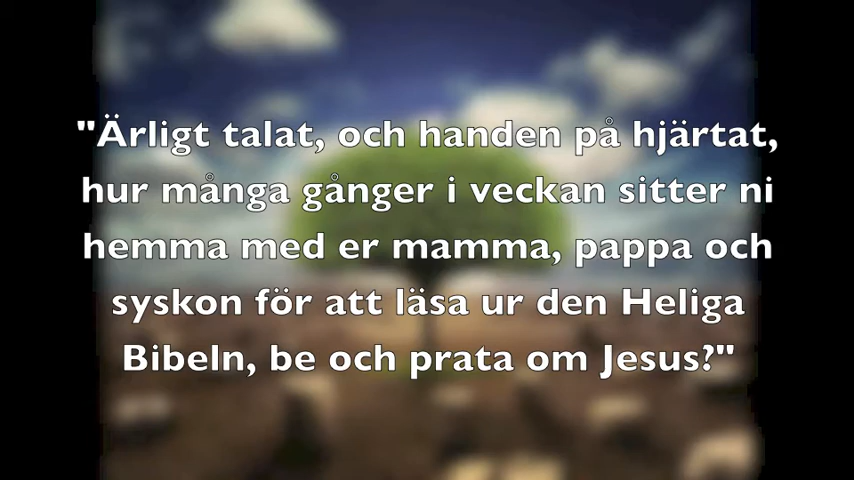 "Ärligt talat, och handen på hjärtat,
hur många gånger i veckan sitter ni
hemma med er mamma, pappa och
syskon för att läsa ur den Heliga
Bibeln, be och prata om Jesus?"